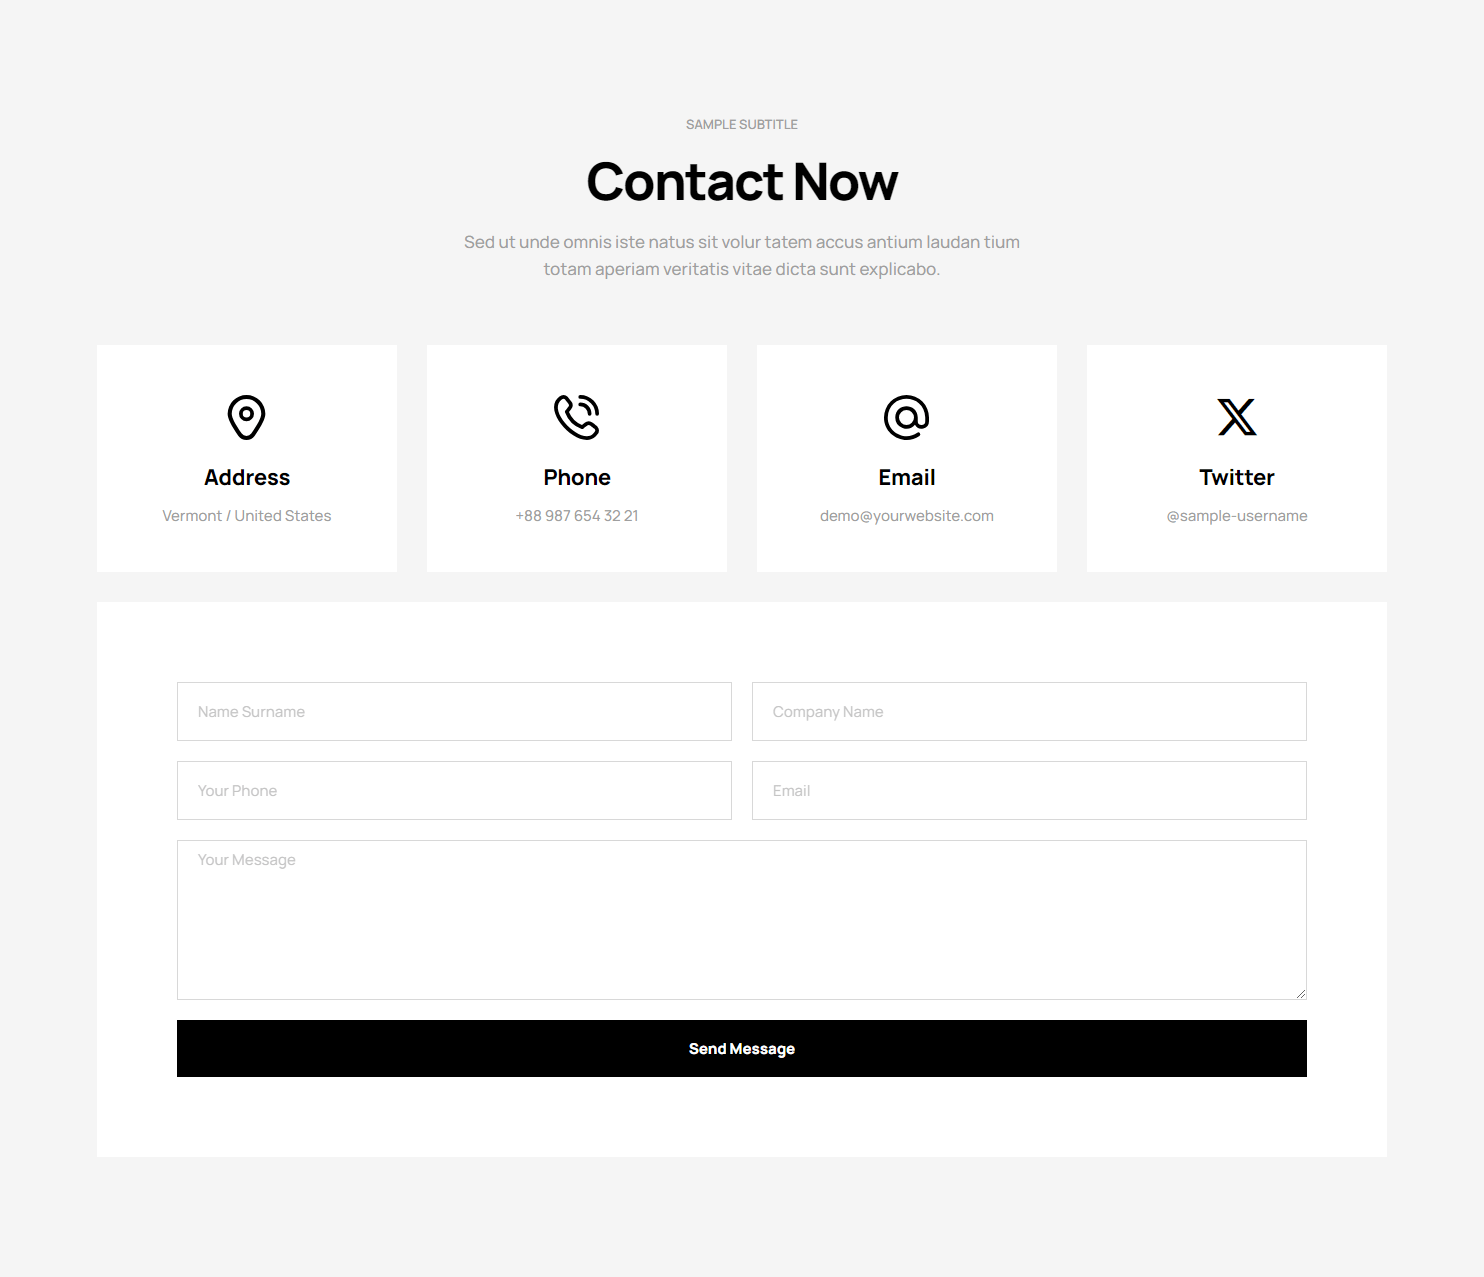 SAMPLE SUBTITLE
Contact Now
Sed ut unde omnis iste natus sit volur tatem accus antium laudan tium
totam aperiam veritatis vitae dicta sunt explicabo.
Address
Vermont / United States
Phone
+88 987 654 32 21
Email
demo@yourwebsite.com
Twitter
@sample-username
Name Surname
Company Name
Your Phone
Email
Your Message
Send Message